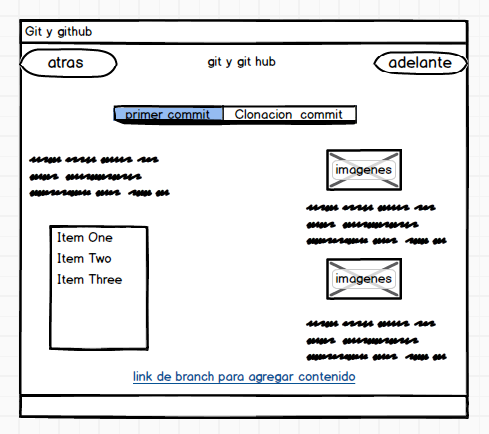 Git y github
atras
git y git hub
adelante
primer commit
Clonacion commit
imagenes
Item One
Item Two
Item Three
imagenes
link de branch para agregar contenido